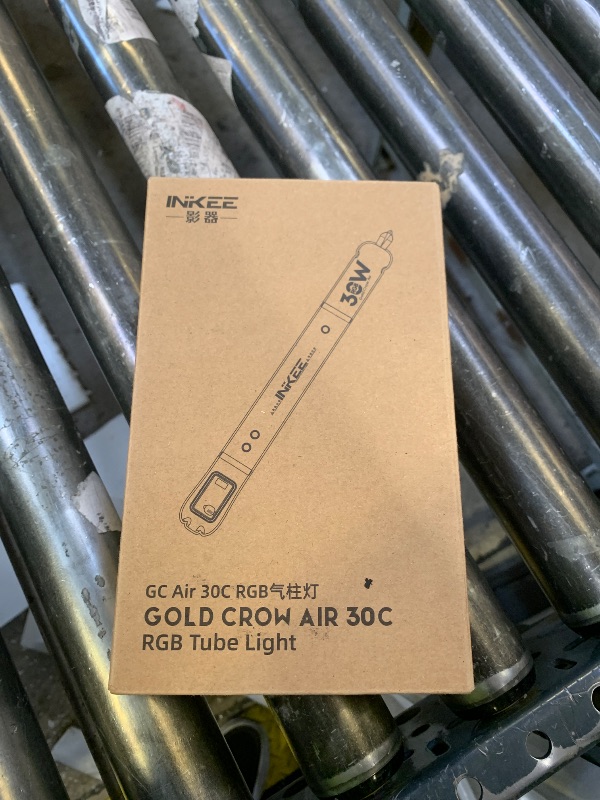 INKEE
影器
30W
INKEE
GC Air 30C RGB气柱灯
GOLD CROW AIR 30C
RGB Tube Light